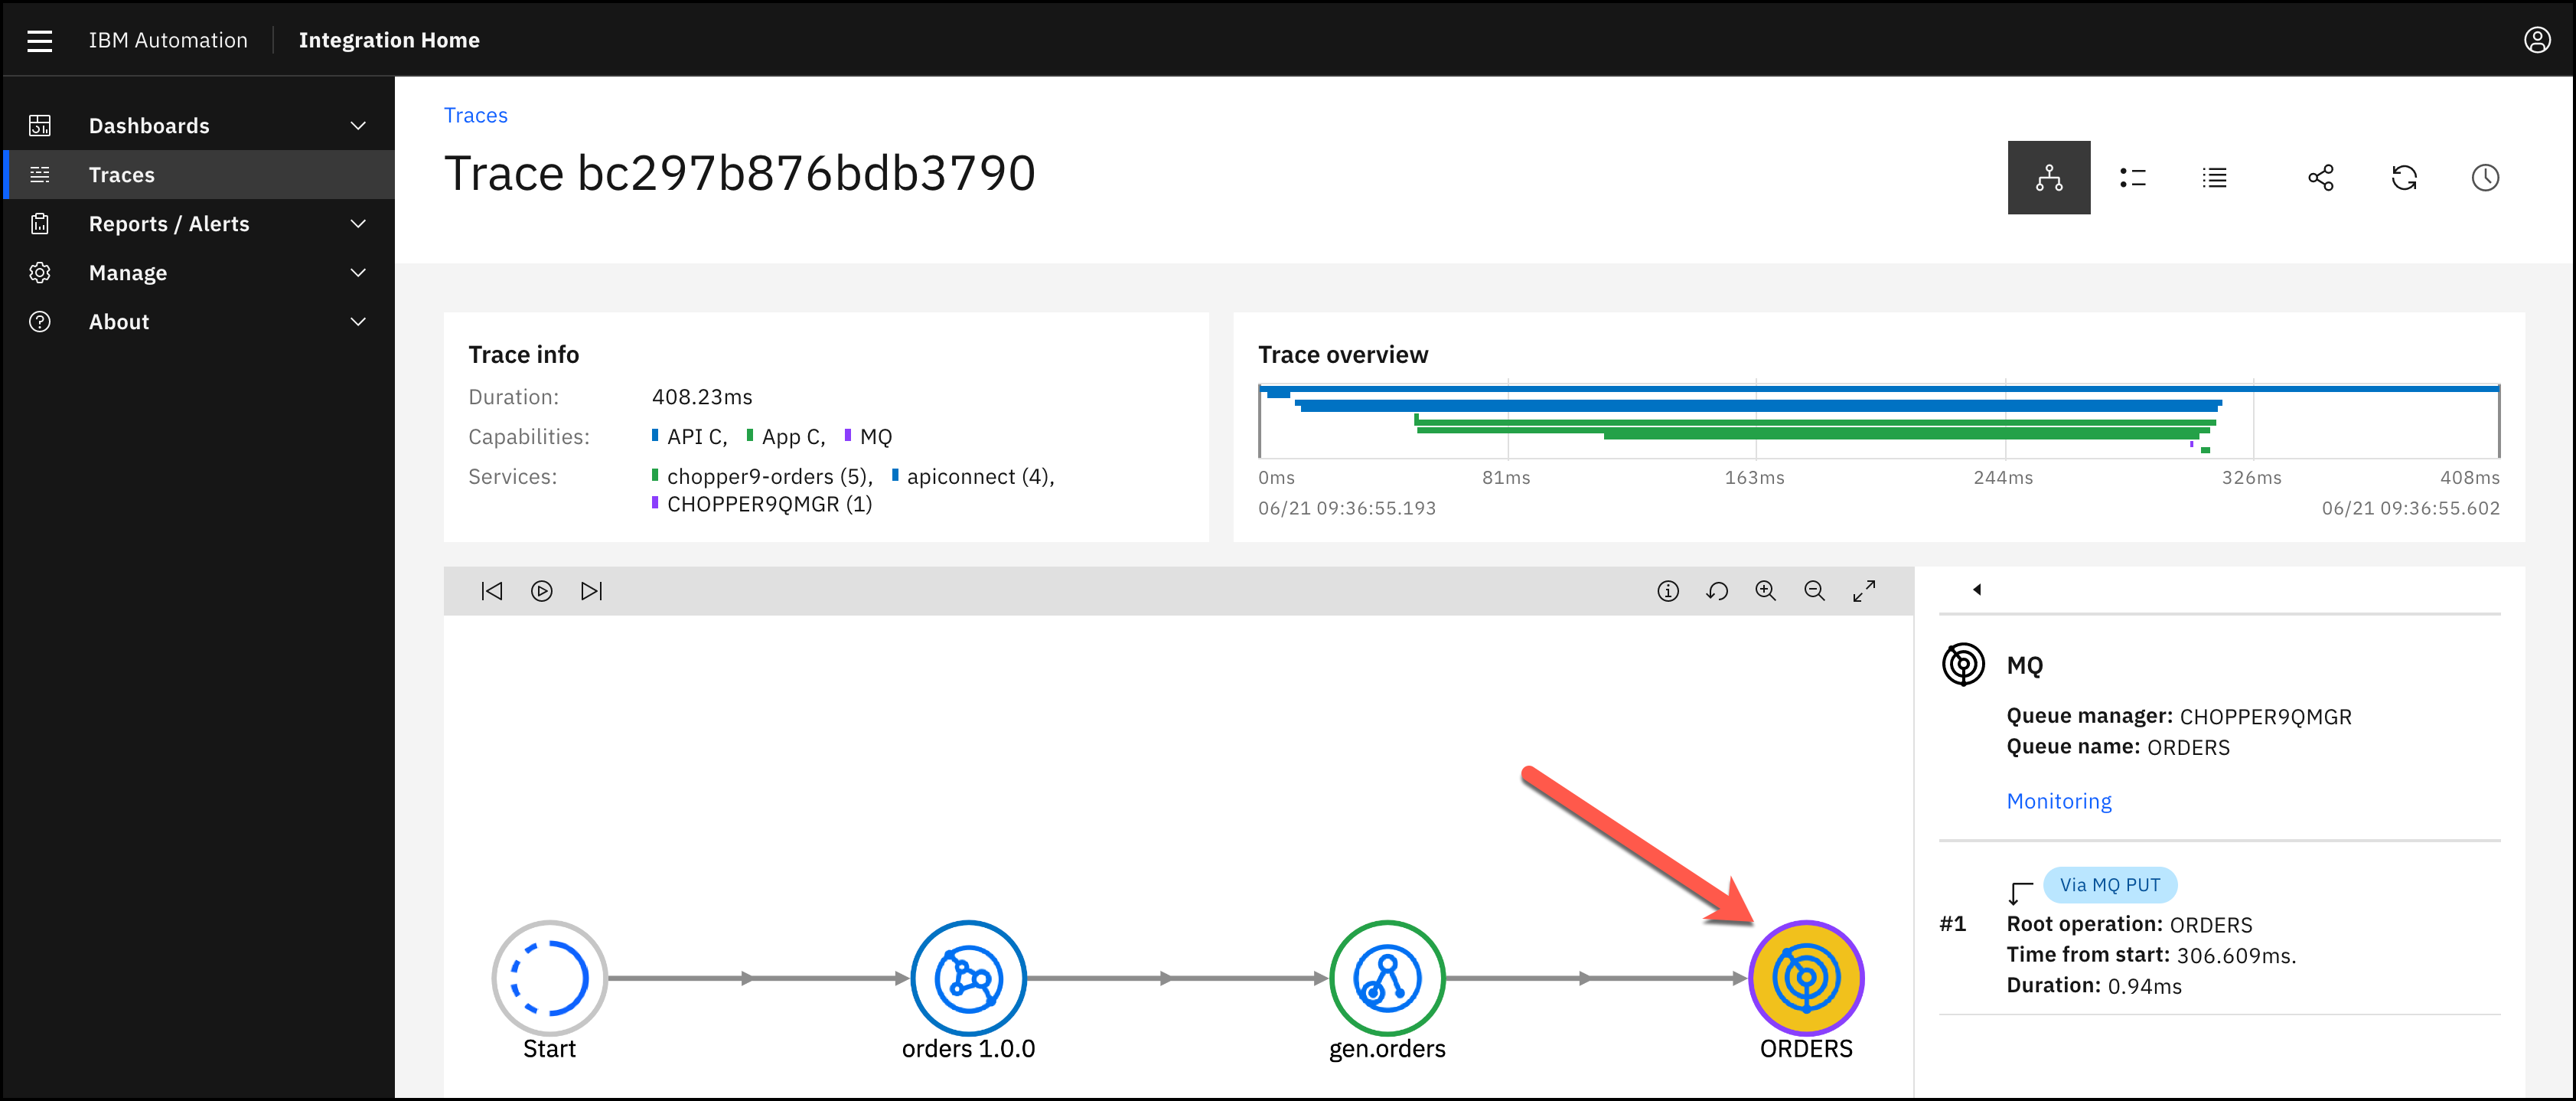 IBM Automation
Integration Home
Dashboards
Traces
Reports / Alerts
Manage
About
Traces
Trace bc297b876bdb3790
Trace info
Duration: 408.23ms
Capabilities: API C, App C, MQ
Services: chopper9-orders (5), apiconnect (4),
CHOPPER9QMGR (1)
Trace overview
0ms 81ms 163ms 244ms 326ms 408ms
06/21 09:36:55.193 06/21 09:36:55.602
MQ
Queue manager: CHOPPER9QMGR
Queue name: ORDERS
Monitoring
Via MQ PUT
#1 Root operation: ORDERS
Time from start: 306.609ms.
Duration: 0.94ms
Start
orders 1.0.0
gen.orders
ORDERS